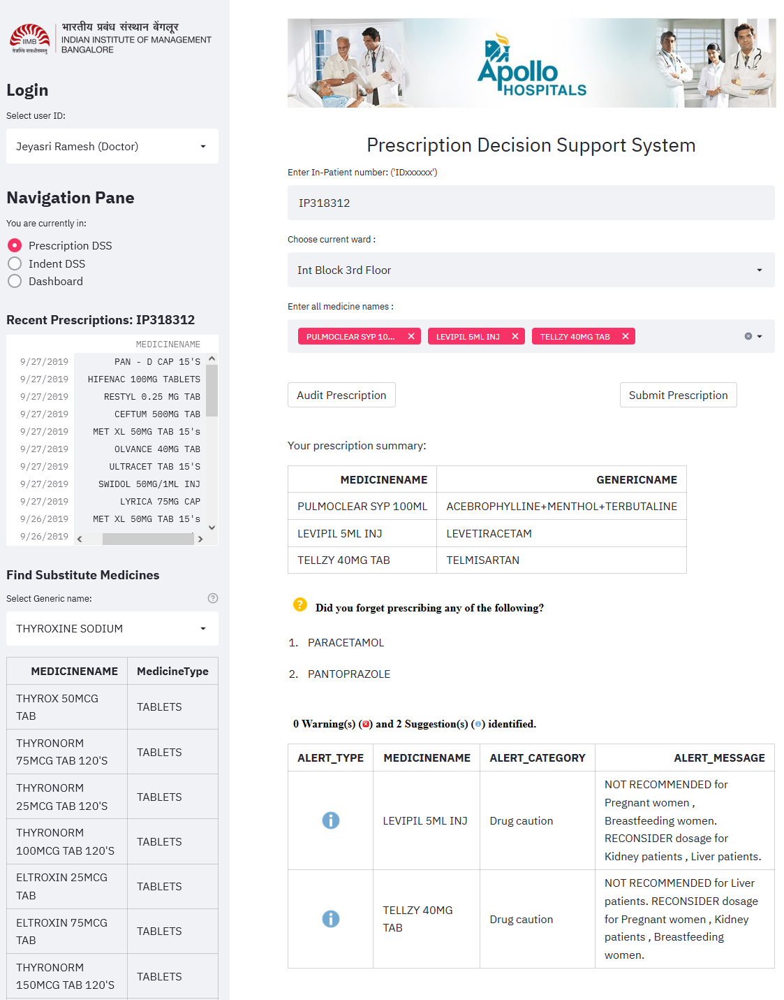 भारतीय प्रबंध संस्थान बेंगलूर
IIMB
INDIAN INSTITUTE OF MANAGEMENT
BANGALORE
तेजस्वि नावधीतमस्तु
Login
Select user ID:
Jeyasri Ramesh (Doctor)
Navigation Pane
You are currently in:
Prescription DSS
Indent DSS
Dashboard
Recent Prescriptions: IP318312
MEDICINENAME
9/27/2019 PAN - D CAP 15'S
9/27/2019 HIFENAC 100MG TABLETS
9/27/2019 RESTYL 0.25 MG TAB
9/27/2019 CEFTUM 500MG TAB
9/27/2019 MET XL 50MG TAB 15's
9/27/2019 OLVANCE 40MG TAB
9/27/2019 ULTRACET TAB 15'S
9/27/2019 SWIDOL 50MG/1ML INJ
9/27/2019 LYRICA 75MG CAP
9/26/2019 MET XL 50MG TAB 15's
9/26/2019
Find Substitute Medicines
Select Generic name:
THYROXINE SODIUM
MEDICINENAME MedicineType
THYROX 50MCG
TAB
TABLETS
THYRONORM
75MCG TAB 120'S
TABLETS
THYRONORM
25MCG TAB 120'S
TABLETS
THYRONORM
100MCG TAB 120'S
TABLETS
ELTROXIN 25MCG
TAB
TABLETS
ELTROXIN 75MCG
TAB
TABLETS
THYRONORM
150MCG TAB 120'S
TABLETS
Apollo
HOSPITALS
Prescription Decision Support System
Enter In-Patient number: ('IDxxxxxx')
IP318312
Choose current ward :
Int Block 3rd Floor
Enter all medicine names :
PULMOCLEAR SYP 10... LEVIPIL 5ML INJ TELLZY 40MG TAB
Audit Prescription Submit Prescription
Your prescription summary:
MEDICINENAME GENERICNAME
PULMOCLEAR SYP 100ML ACEBROPHYLLINE+MENTHOL+TERBUTALINE
LEVIPIL 5ML INJ LEVETIRACETAM
TELLZY 40MG TAB TELMISARTAN
? Did you forget prescribing any of the following?
1. PARACETAMOL
2. PANTOPRAZOLE
0 Warning(s) ( ) and 2 Suggestion(s) ( ) identified.
ALERT_TYPE MEDICINENAME ALERT_CATEGORY ALERT_MESSAGE
LEVIPIL 5ML INJ
Drug caution
NOT RECOMMENDED for
Pregnant women ,
Breastfeeding women.
RECONSIDER dosage for
Kidney patients , Liver patients.
TELLZY 40MG
TAB
Drug caution
NOT RECOMMENDED for Liver
patients. RECONSIDER dosage
for Pregnant women , Kidney
patients , Breastfeeding
women.